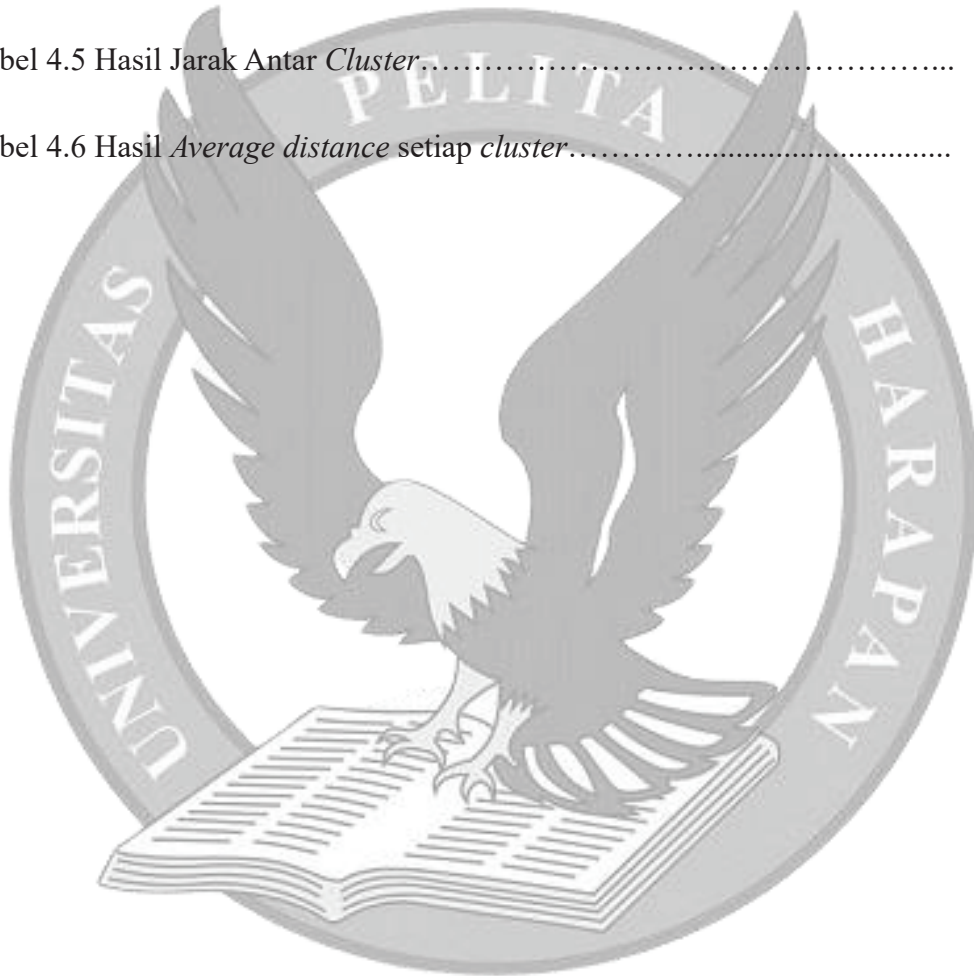 bel 4.5 Hasil Jarak Antar Cluster……………………………………………...
bel 4.6 Hasil Average distance setiap cluster…………..............................
UNIVERSITAS PELITA HARAPAN